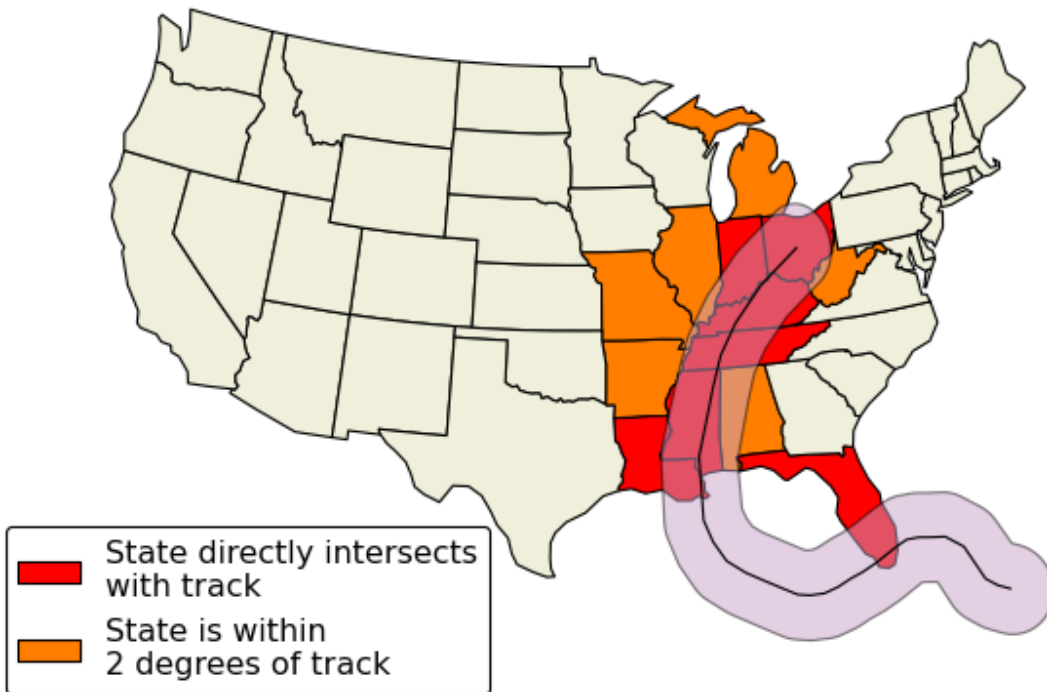 State directly intersects
with track
State is within
2 degrees of track